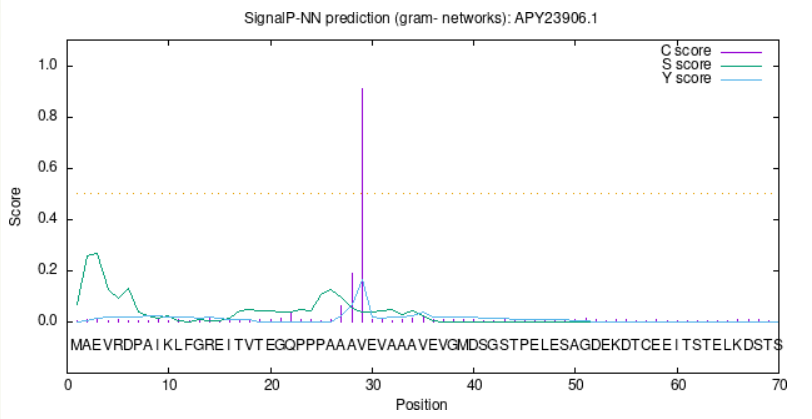 SignalP-NN prediction (gram- networks): APY23906.1
C score
S score
Y score
1.0
0.8
0.6
0.4
0.2
0.0
Score
MAEVRDPAIKLFGREITVTEGQPPPAAAVEVAAAVEVGMDSGSTPELESAGDEKDTCEEITSTELKDSTS
0 10 20 30 40 50 60 70
Position